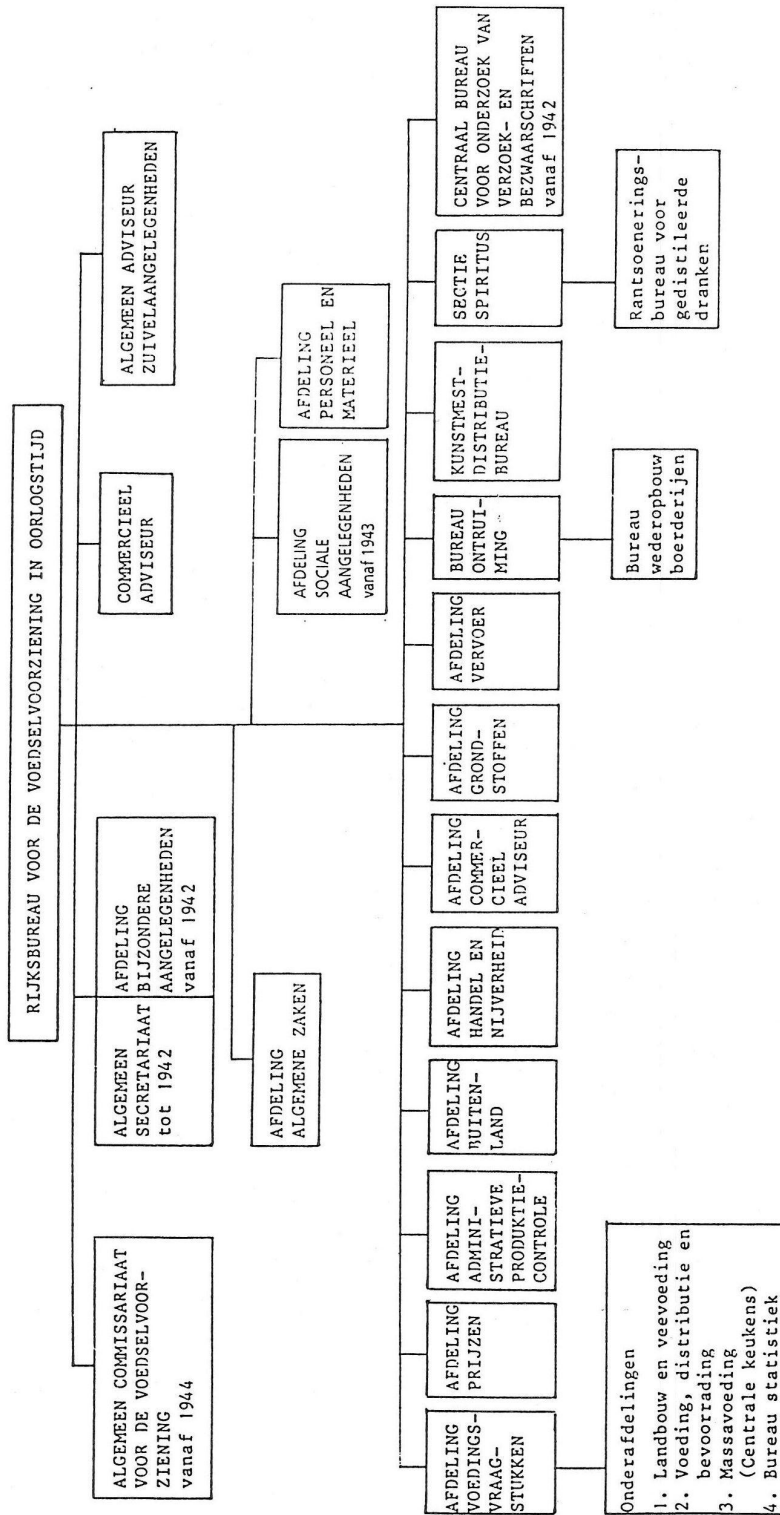 RIJKSBUREAU VOOR DE VOEDSELVOORZIENING IN OORLOGSTIJD
ALGEMEEN COMMISSARIAAT
VOOR DE VOEDSELVOOR-
ZIENING
vanaf 1944
ALGEMEEN
SECRETARIAAT
tot 1942
AFDELING
BIJZONDERE
AANGELEGENHEDEN
vanaf 1942
COMMERCIEEL
ADVISEUR
ALGEMEEN ADVISEUR
ZUIVELAANGELEGENHEDEN
AFDELING
ALGEMENE ZAKEN
AFDELING
SOCIALE
AANGELEGENHEDEN
vanaf 1943
AFDELING
PERSONEEL EN
MATERIEEL
AFDELING
VOEDINGS-
VRAAG-
STUKKEN
AFDELING
PRIJZEN
AFDELING
ADMINI-
STRATIEVE
PRODUKTIE-
CONTROLE
AFDELING
BUITEN-
LAND
AFDELING
HANDEL EN
NIJVERHEID
AFDELING
COMMER-
CIEEL
ADVISEUR
AFDELING
GROND-
STOFFEN
AFDELING
VERVOER
BUREAU
ONTRUI-
MING
KUNSTMEST-
DISTRIBUTIE-
BUREAU
SECTIE
SPIRITUS
CENTRAAL BUREAU
VOOR ONDERZOEK VAN
VERZOEK- EN
BEZWAARSCHRIFTEN
vanaf 1942
Onderafdelingen
1. Landbouw en veevoeding
2. Voeding, distributie en
bevoorrading
3. Massavoeding
(Centrale keukens)
4. Bureau statistiek
Bureau
wederopbouw
boerderijen
Rantsoenerings-
bureau voor
gedistileerde
dranken